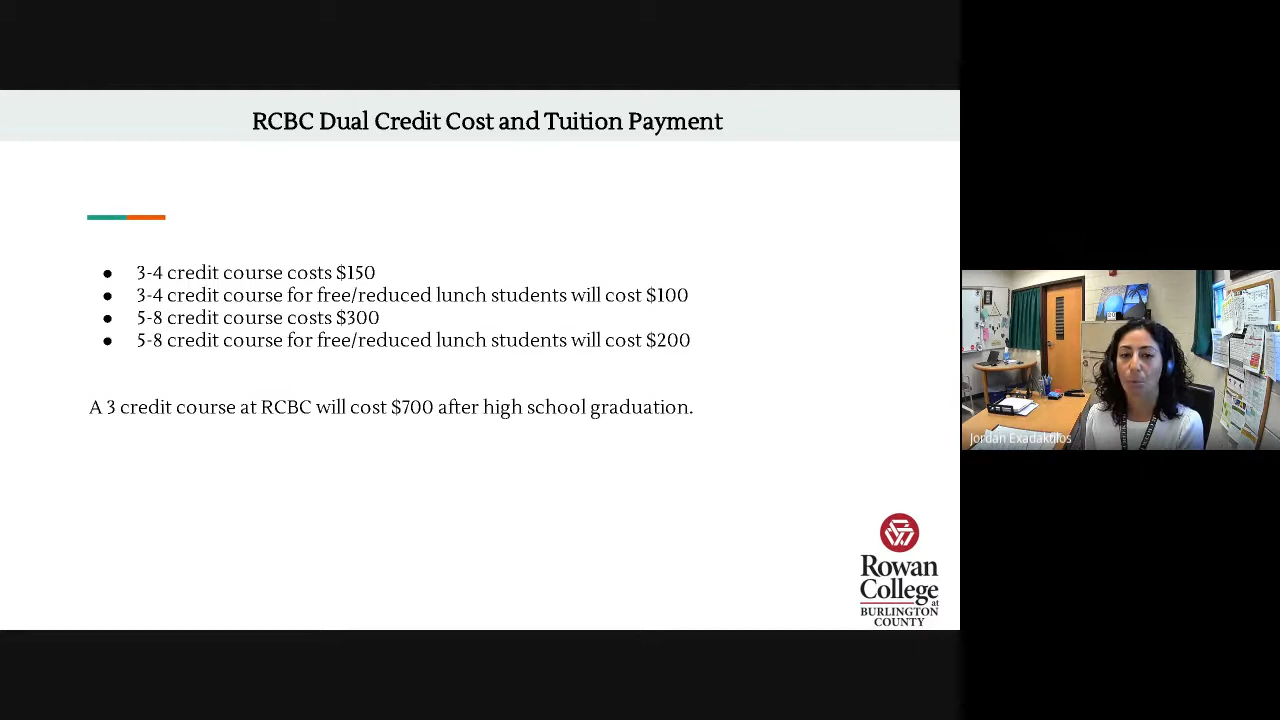 RCBC Dual Credit Cost and Tuition Payment
● 3-4 credit course costs $150
● 3-4 credit course for free/reduced lunch students will cost $100
● 5-8 credit course costs $300
● 5-8 credit course for free/reduced lunch students will cost $200
A 3 credit course at RCBC will cost $700 after high school graduation.
Jordan Exadaktilos
Rowan
College
at
BURLINGTON
COUNTY